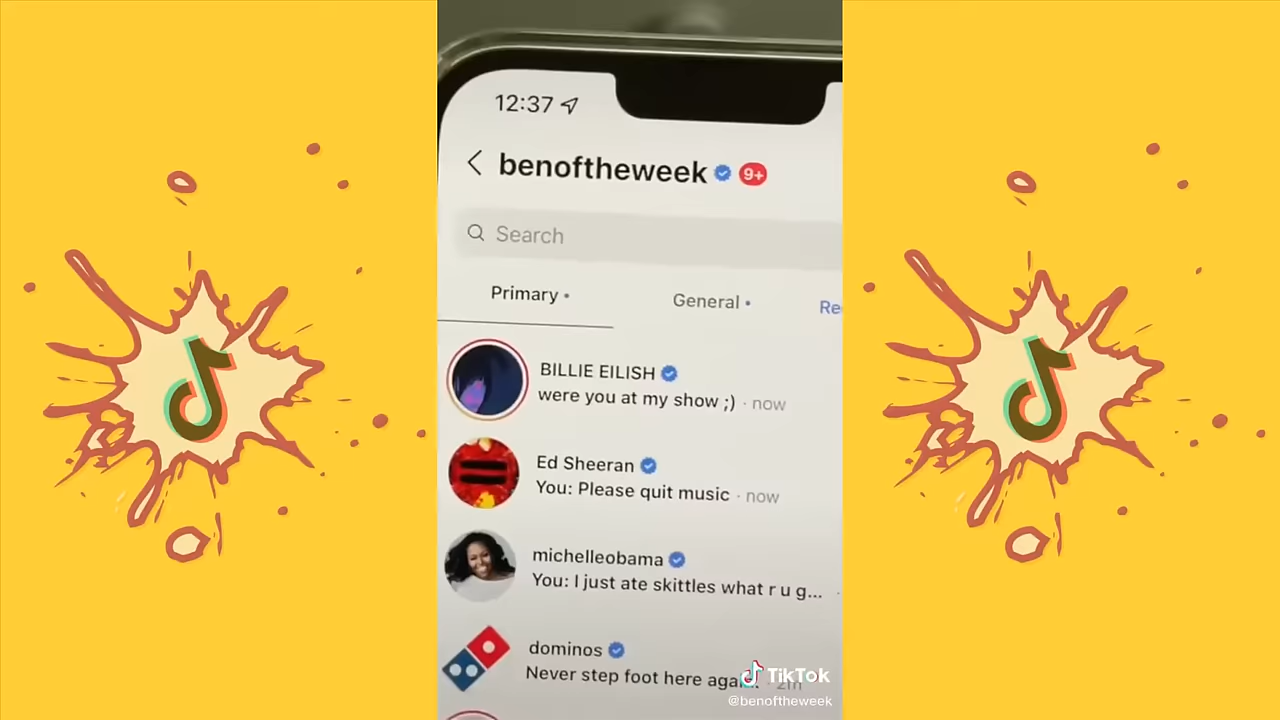 12:37
benoftheweek 9+
Search
Primary • General • Re
BILLIE EILISH
were you at my show ;) · now
Ed Sheeran
You: Please quit music · now
michelleobama
You: I just ate skittles what r u g... ·
dominos
Never step foot here again. · 2m
TikTok
@benoftheweek